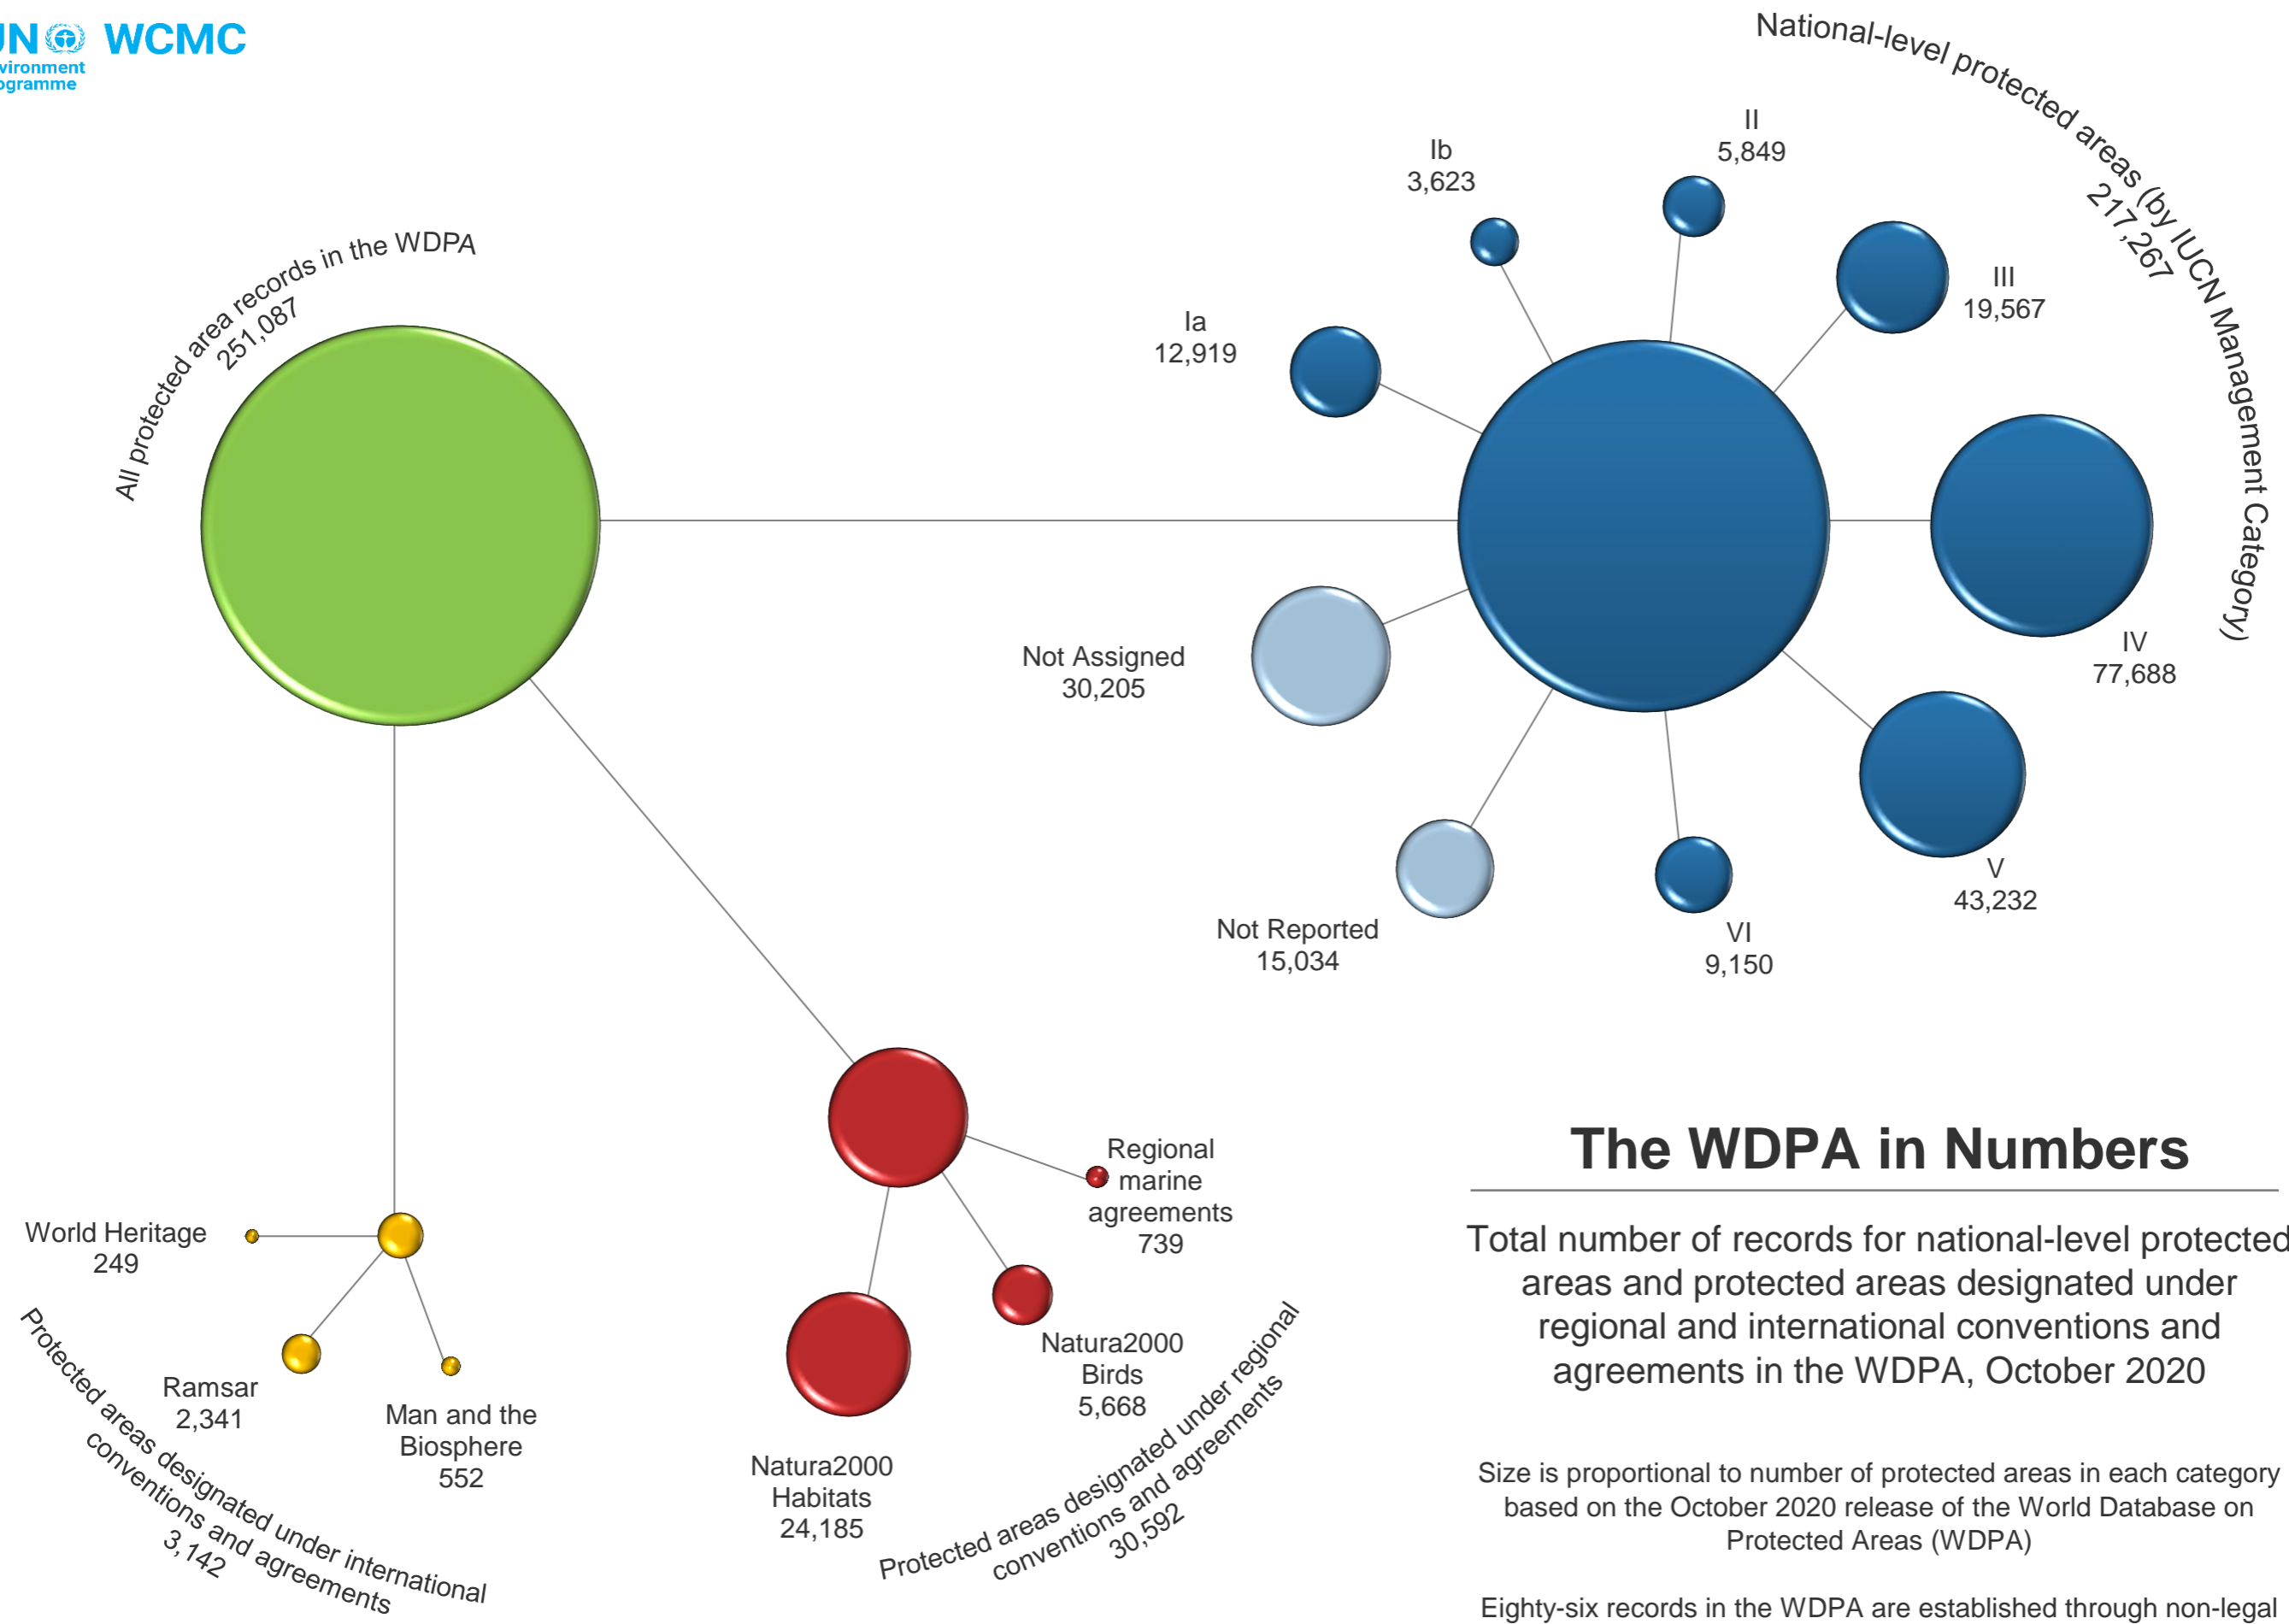 WCMC
National-level protected areas (by IUCN Management Category)
217,267
All protected area records in the WDPA
251,087
Ib
3,623
II
5,849
III
19,567
Ia
12,919
IV
77,688
Not Assigned
30,205
V
43,232
Not Reported
15,034
VI
9,150
World Heritage
249
Ramsar
2,341
Man and the
Biosphere
552
Protected areas designated under international
conventions and agreements
3,142
Regional
marine
agreements
739
Natura2000
Birds
5,668
Natura2000
Habitats
24,185
Protected areas designated under regional
conventions and agreements
30,592
The WDPA in Numbers
Total number of records for national-level protected
areas and protected areas designated under
regional and international conventions and
agreements in the WDPA, October 2020
Size is proportional to number of protected areas in each category
based on the October 2020 release of the World Database on
Protected Areas (WDPA)
Eighty-six records in the WDPA are established through non-legal